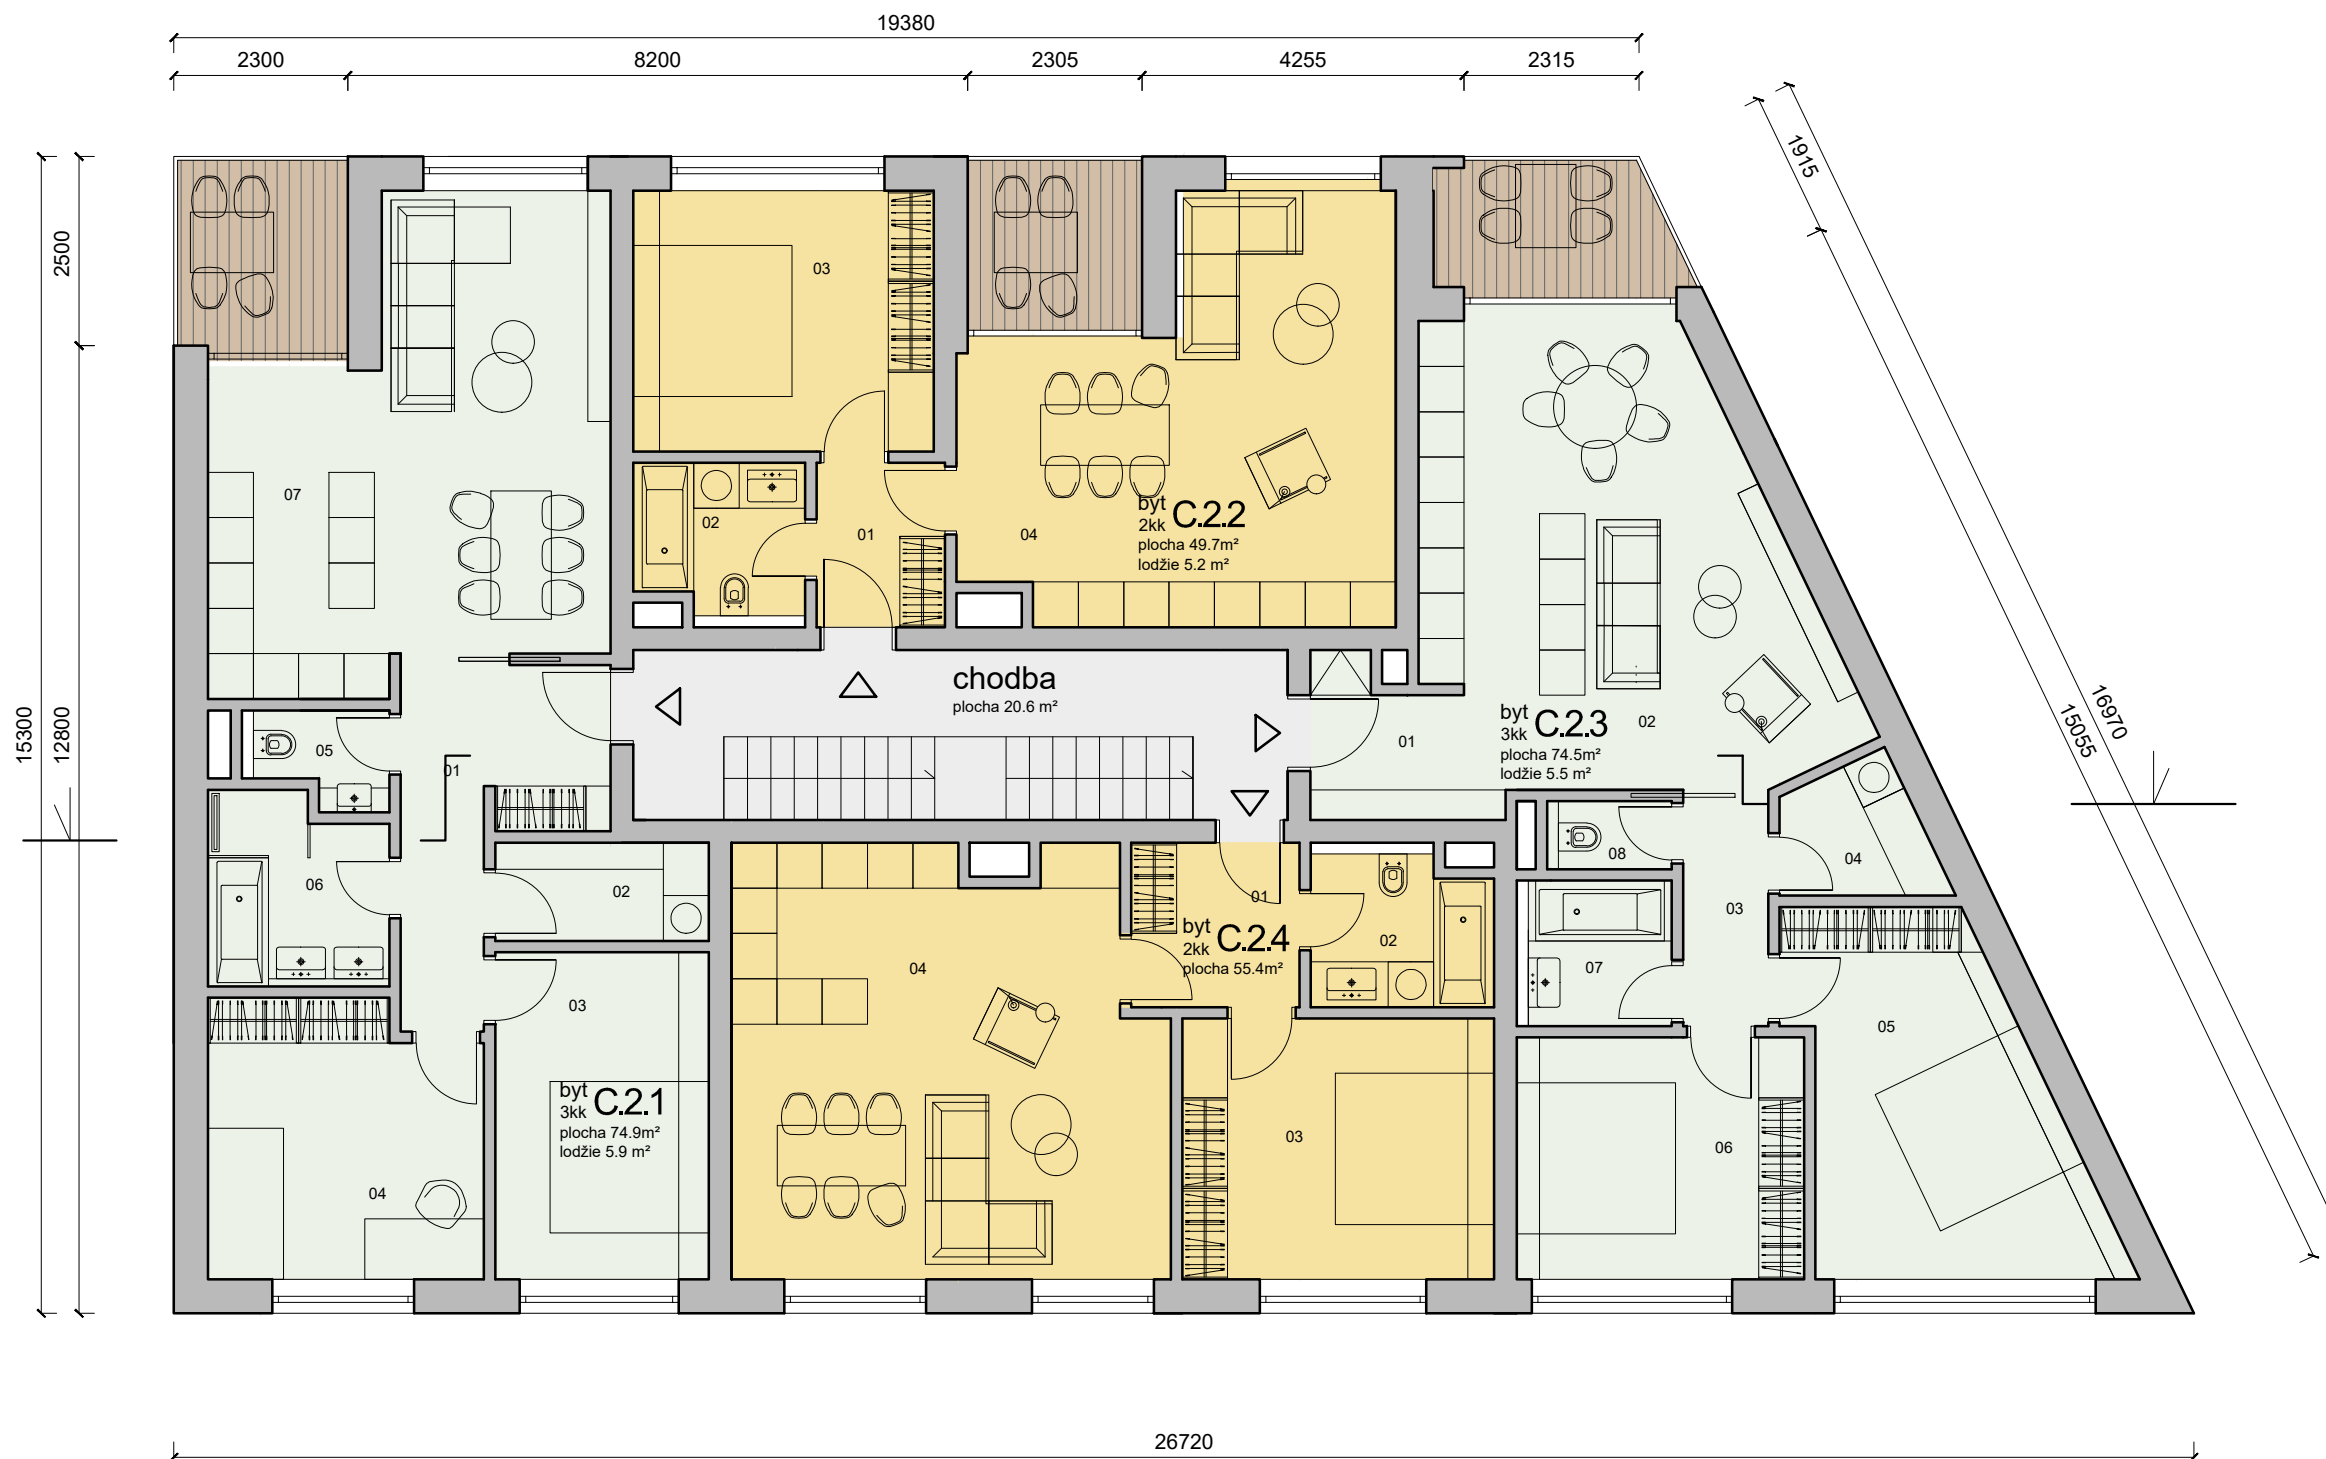 19380
2300
8200
2305
4255
2315
1915
2500
15300
12800
16970
15055
03
07
02
01
04
byt
2kk C.2.2
plocha 49.7m²
lodžie 5.2 m²
chodba
plocha 20.6 m²
byt
3kk C.2.3
plocha 74.5m²
lodžie 5.5 m²
02
01
05
01
06
02
08
04
03
07
05
06
01
byt
2kk C.2.4
plocha 55.4m²
02
04
03
03
byt
3kk C.2.1
plocha 74.9m²
lodžie 5.9 m²
04
26720